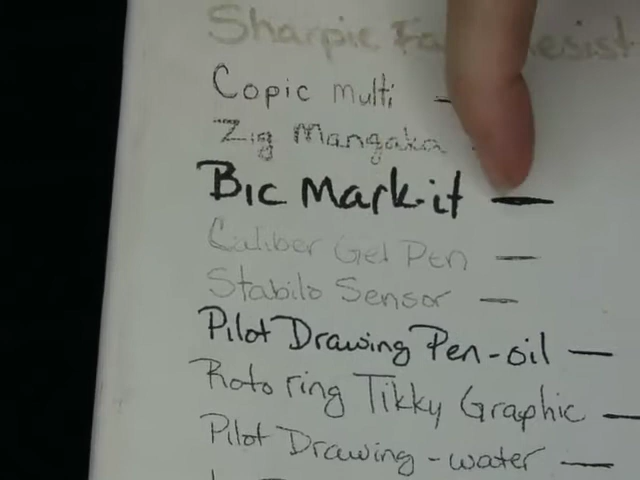 Sharpie
Copic Multi —
Zig Mangaka
Bic Mark-it —
Caliber Gel Pen —
Stabilo Sensor —
Pilot Drawing Pen-oil —
Rotoring Tikky Graphic —
Pilot Drawing - water —